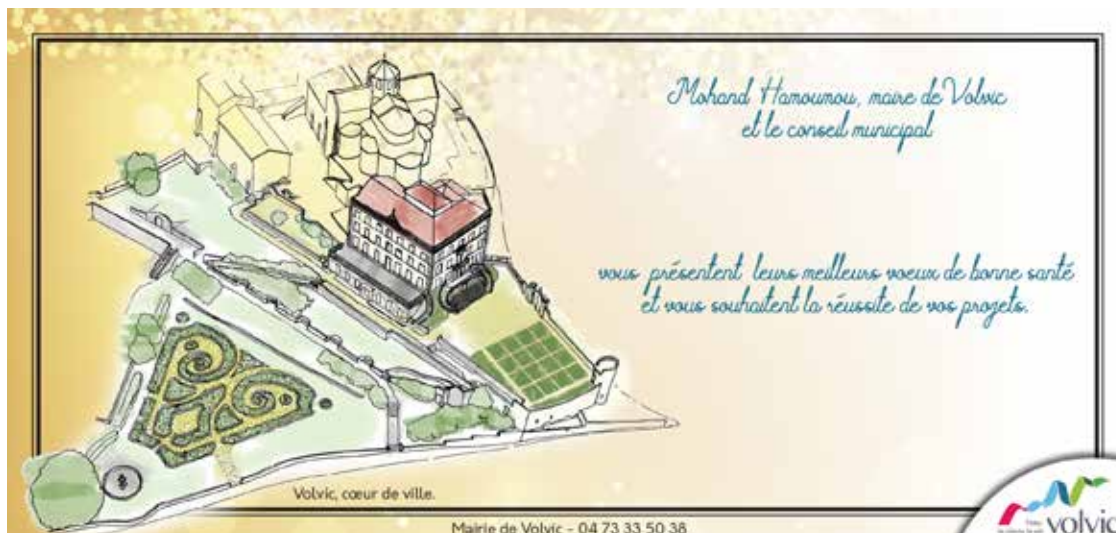 Mohand Hamoumou, maire de Volvic
et le conseil municipal
vous présentent leurs meilleurs voeux de bonne santé
et vous souhaitent la réussite de vos projets.
Volvic, cœur de ville.
Mairie de Volvic - 04 73 33 50 38
volvic